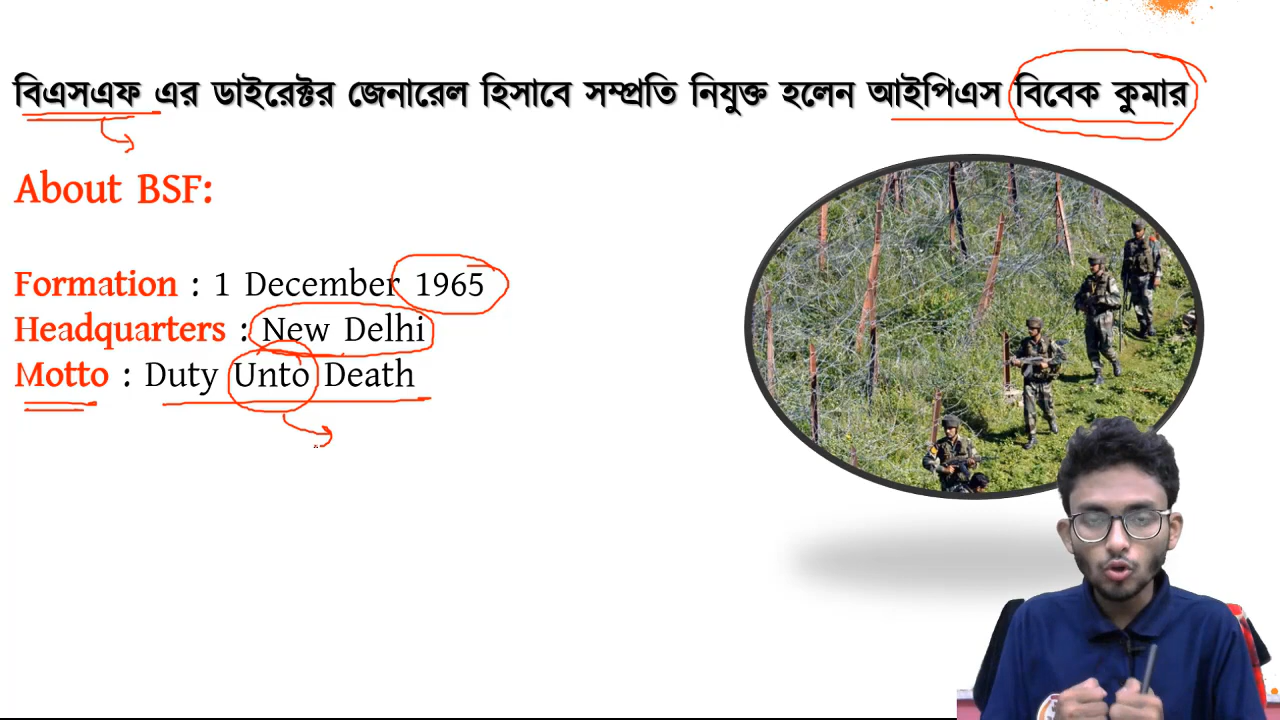 বিএসএফ এর ডাইরেক্টর জেনারেল হিসাবে সম্প্রতি নিযুক্ত হলেন আইপিএস বিবেক কুমার
About BSF:
Formation : 1 December 1965
Headquarters : New Delhi
Motto : Duty Unto Death